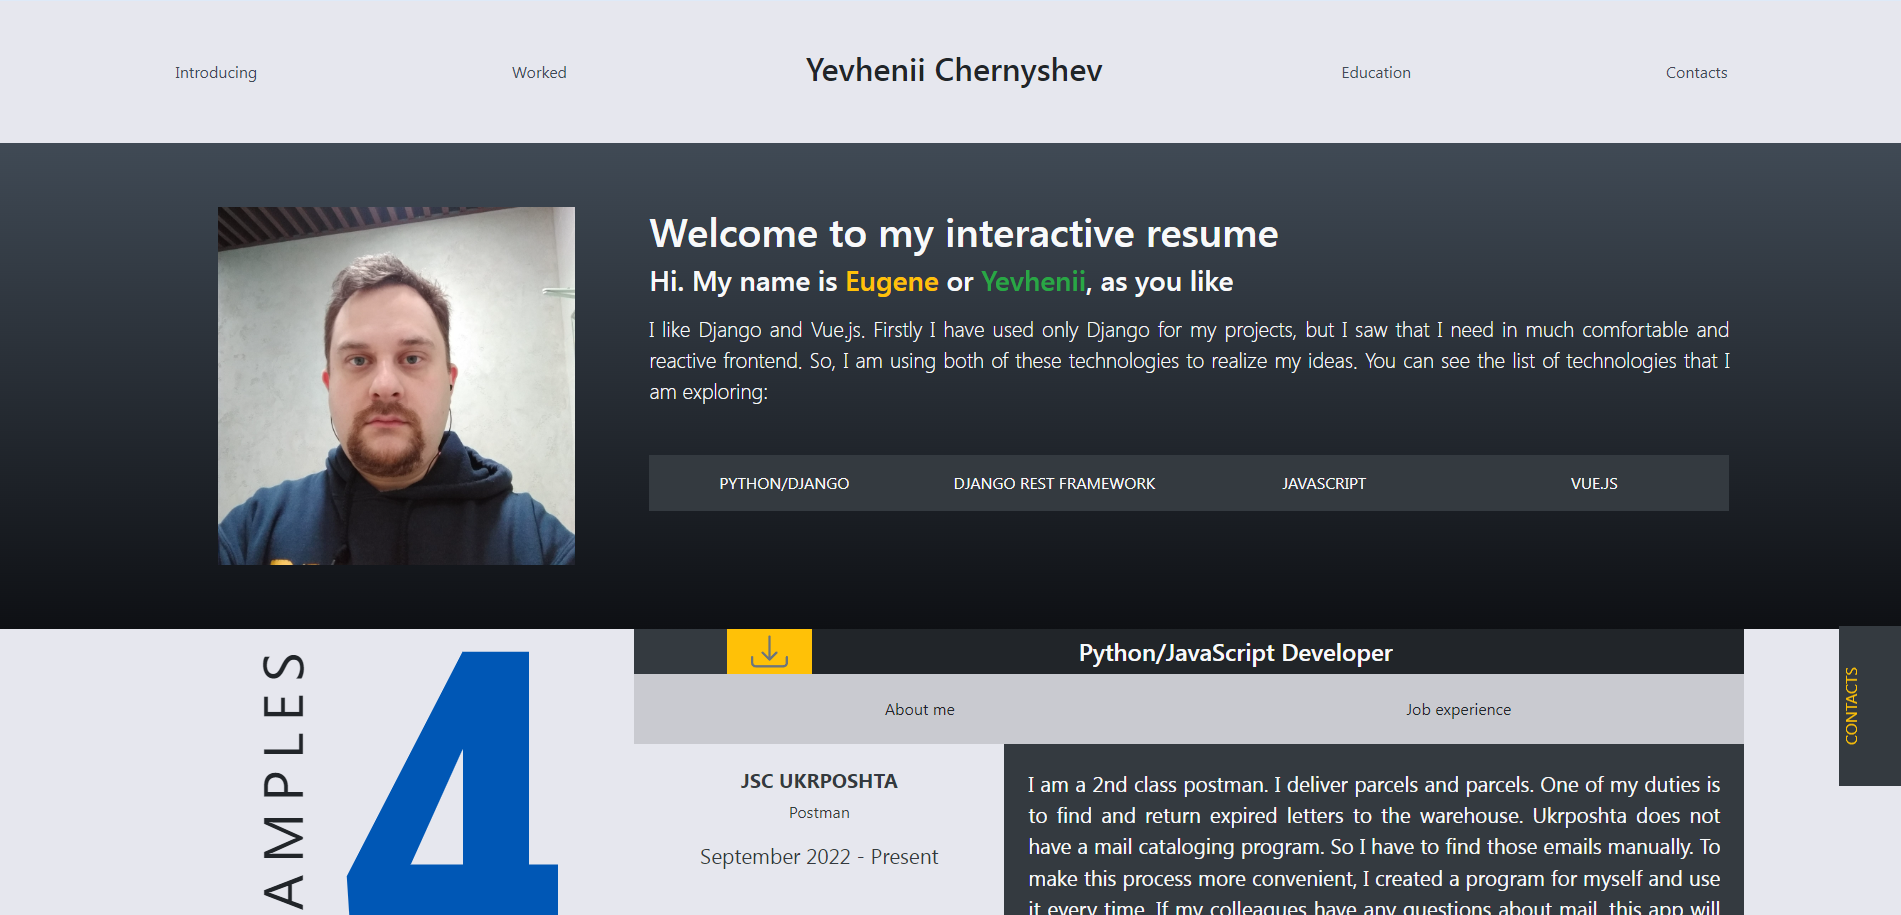 Introducing
Worked
Yevhenii Chernyshev
Education
Contacts
Welcome to my interactive resume
Hi. My name is Eugene or Yevhenii, as you like
I like Django and Vue.js. Firstly I have used only Django for my projects, but I saw that I need in much comfortable and
reactive frontend. So, I am using both of these technologies to realize my ideas. You can see the list of technologies that I
am exploring:
PYTHON/DJANGO
DJANGO REST FRAMEWORK
JAVASCRIPT
VUE.JS
AMPLES
4
Python/JavaScript Developer
About me
Job experience
JSC UKRPOSHTA
Postman
September 2022 - Present
I am a 2nd class postman. I deliver parcels and parcels. One of my duties is
to find and return expired letters to the warehouse. Ukrposhta does not
have a mail cataloging program. So I have to find those emails manually. To
make this process more convenient, I created a program for myself and use
it every time. If my colleagues have any questions about mail, this app will
CONTACTS